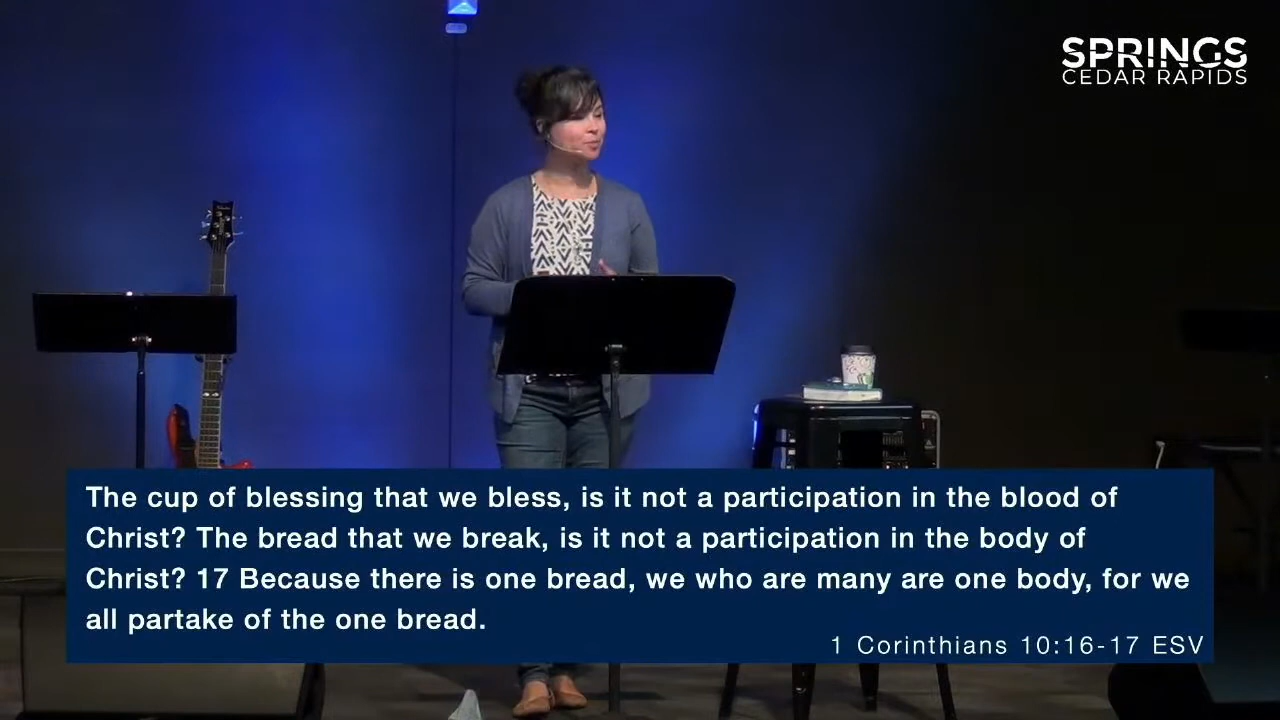 SPRINGS
CEDAR RAPIDS
The cup of blessing that we bless, is it not a participation in the blood of
Christ? The bread that we break, is it not a participation in the body of
Christ? 17 Because there is one bread, we who are many are one body, for we
all partake of the one bread.
1 Corinthians 10:16-17 ESV